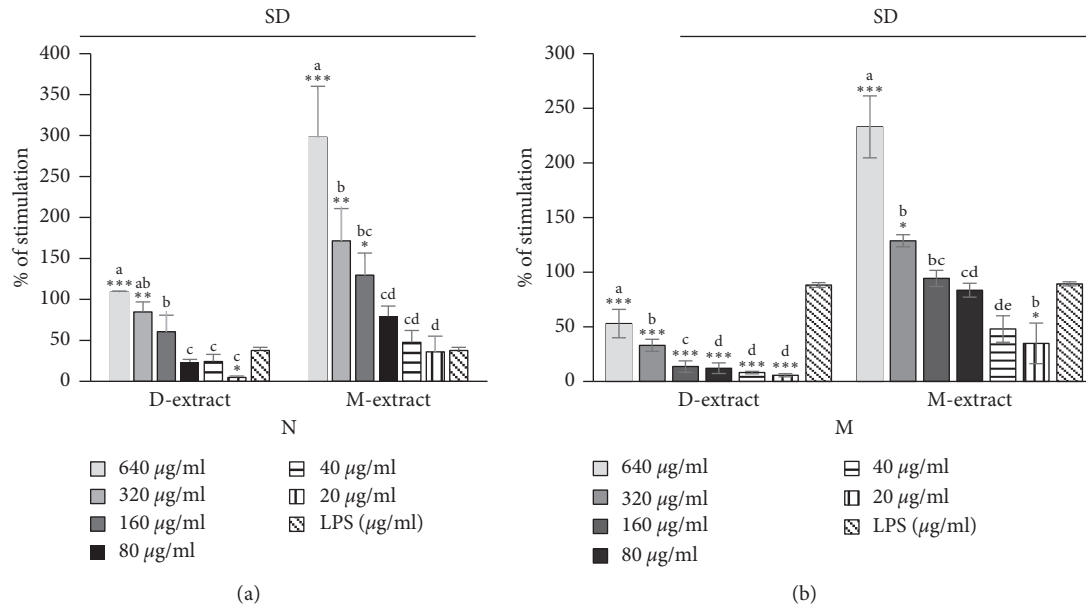 SD
% of stimulation
400
350
300
250
200
150
100
50
0
a
***
ab
**
b
c
c
c
*
a
***
b
**
bc
*
cd
cd
d
D-extract
M-extract
N
640 µg/ml
320 µg/ml
160 µg/ml
80 µg/ml
40 µg/ml
20 µg/ml
LPS (µg/ml)
(a)
SD
% of stimulation
300
250
200
150
100
50
0
a
***
b
***
c
***
d
***
d
***
d
***
a
***
b
*
bc
cd
de
b
*
D-extract
M-extract
M
640 µg/ml
320 µg/ml
160 µg/ml
80 µg/ml
40 µg/ml
20 µg/ml
LPS (µg/ml)
(b)